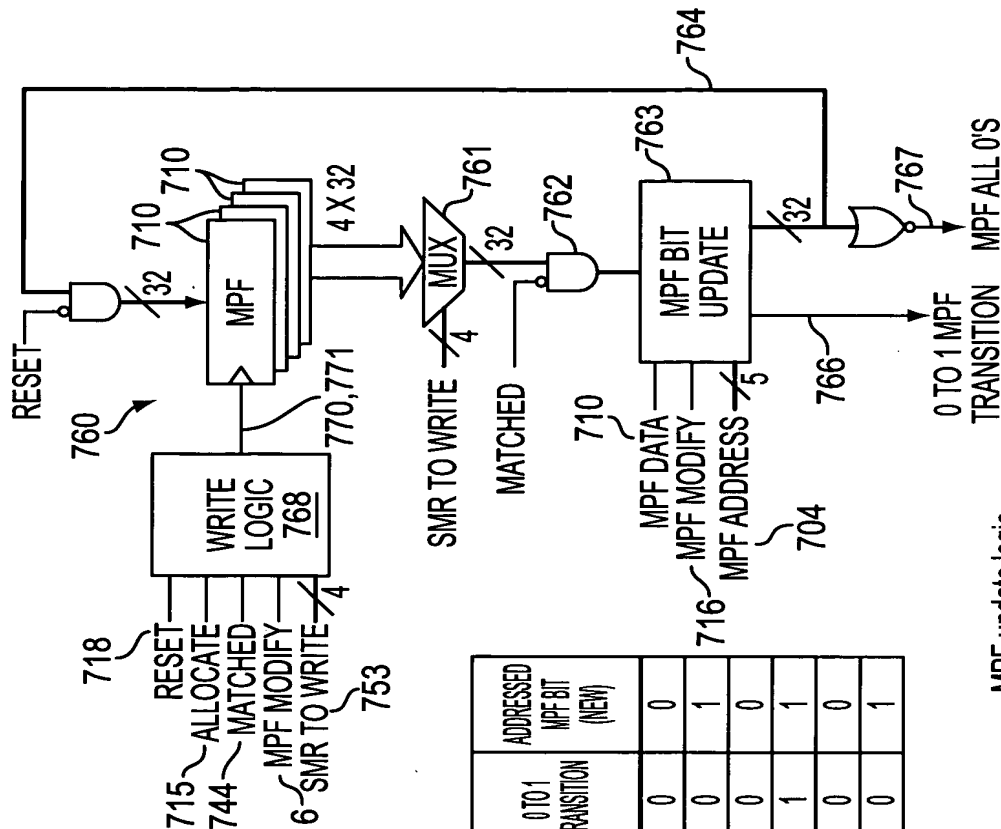 RESET
760
710
710
32
MPF
4 X 32
764
718
WRITE
LOGIC
768
770,771
RESET
715 ALLOCATE
744 MATCHED
6 MPF MODIFY
SMR TO WRITE
753
4
MUX
761
SMR TO WRITE
4
32
762
MATCHED
763
MPF BIT
UPDATE
710
MPF DATA
716 MPF MODIFY
MPF ADDRESS
704
5
32
766
767
0 TO 1 MPF
TRANSITION
MPF ALL 0'S
0 TO 1
RANSITION
ADDRESSED
MPF BIT
(NEW)
0 0
0 1
0 0
1 1
0 0
0 1
MPF update logic